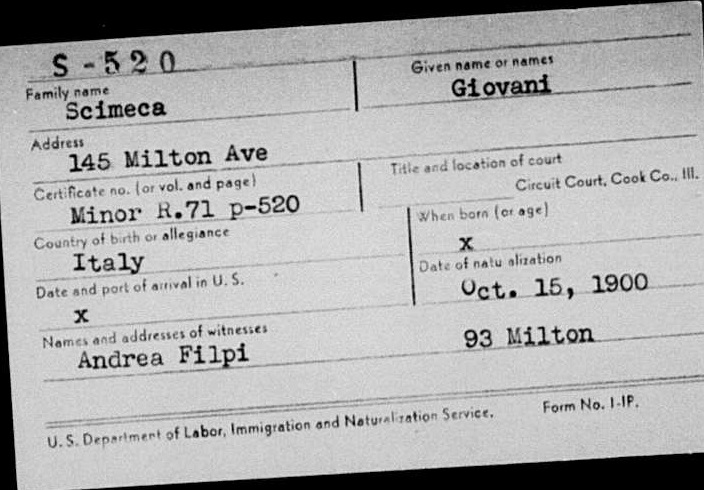 S-520
Family name
Given name or names
Scimeca
Giovani
Address
145 Milton Ave
Certificate no. (or vol. and page)
Title and location of court
Minor R.71 p-520
Circuit Court, Cook Co., Ill.
Country of birth or allegiance
When born (or age)
Italy
x
Date and port of arrival in U.S.
Date of natu alization
x
Oct. 15, 1900
Names and addresses of witnesses
Andrea Filpi
93 Milton
U. S. Department of Labor, Immigration and Naturalization Service.
Form No. 1-IP.